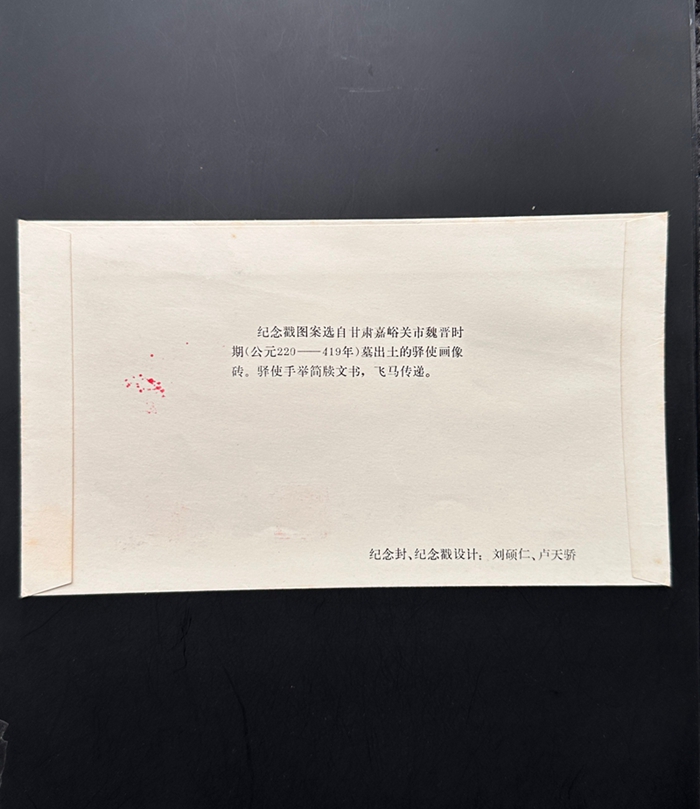 纪念戳图案选自甘肃嘉峪关市魏晋时
期(公元220——419年)墓出土的驿使画像
砖。驿使手举简牍文书，飞马传递。
纪念封、纪念戳设计：刘硕仁、卢天骄